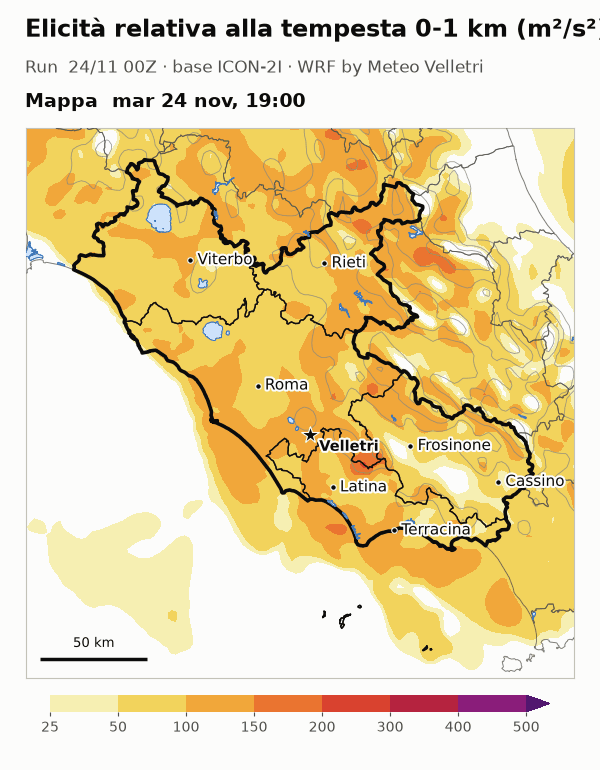 Elicità relativa alla tempesta 0-1 km (m²/s²)
Run 24/11 00Z · base ICON-2I · WRF by Meteo Velletri
Mappa mar 24 nov, 19:00
Viterbo
Rieti
Roma
Velletri
Frosinone
Cassino
Latina
Terracina
50 km
25 50 100 150 200 300 400 500